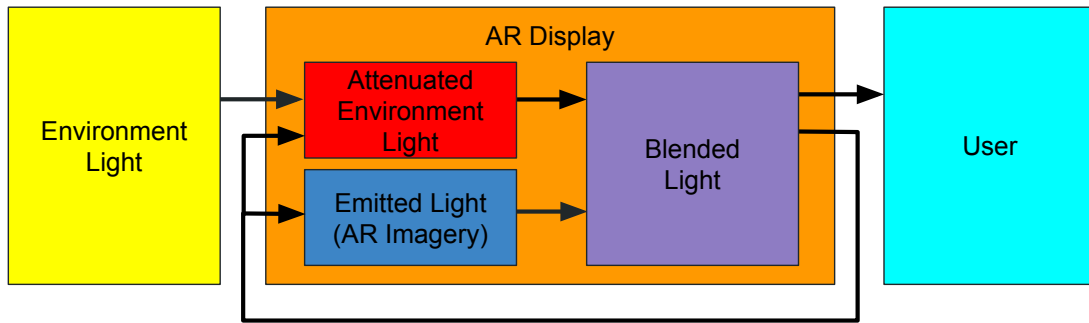 AR Display
Environment
Light
Attenuated
Environment
Light
Emitted Light
(AR Imagery)
Blended
Light
User